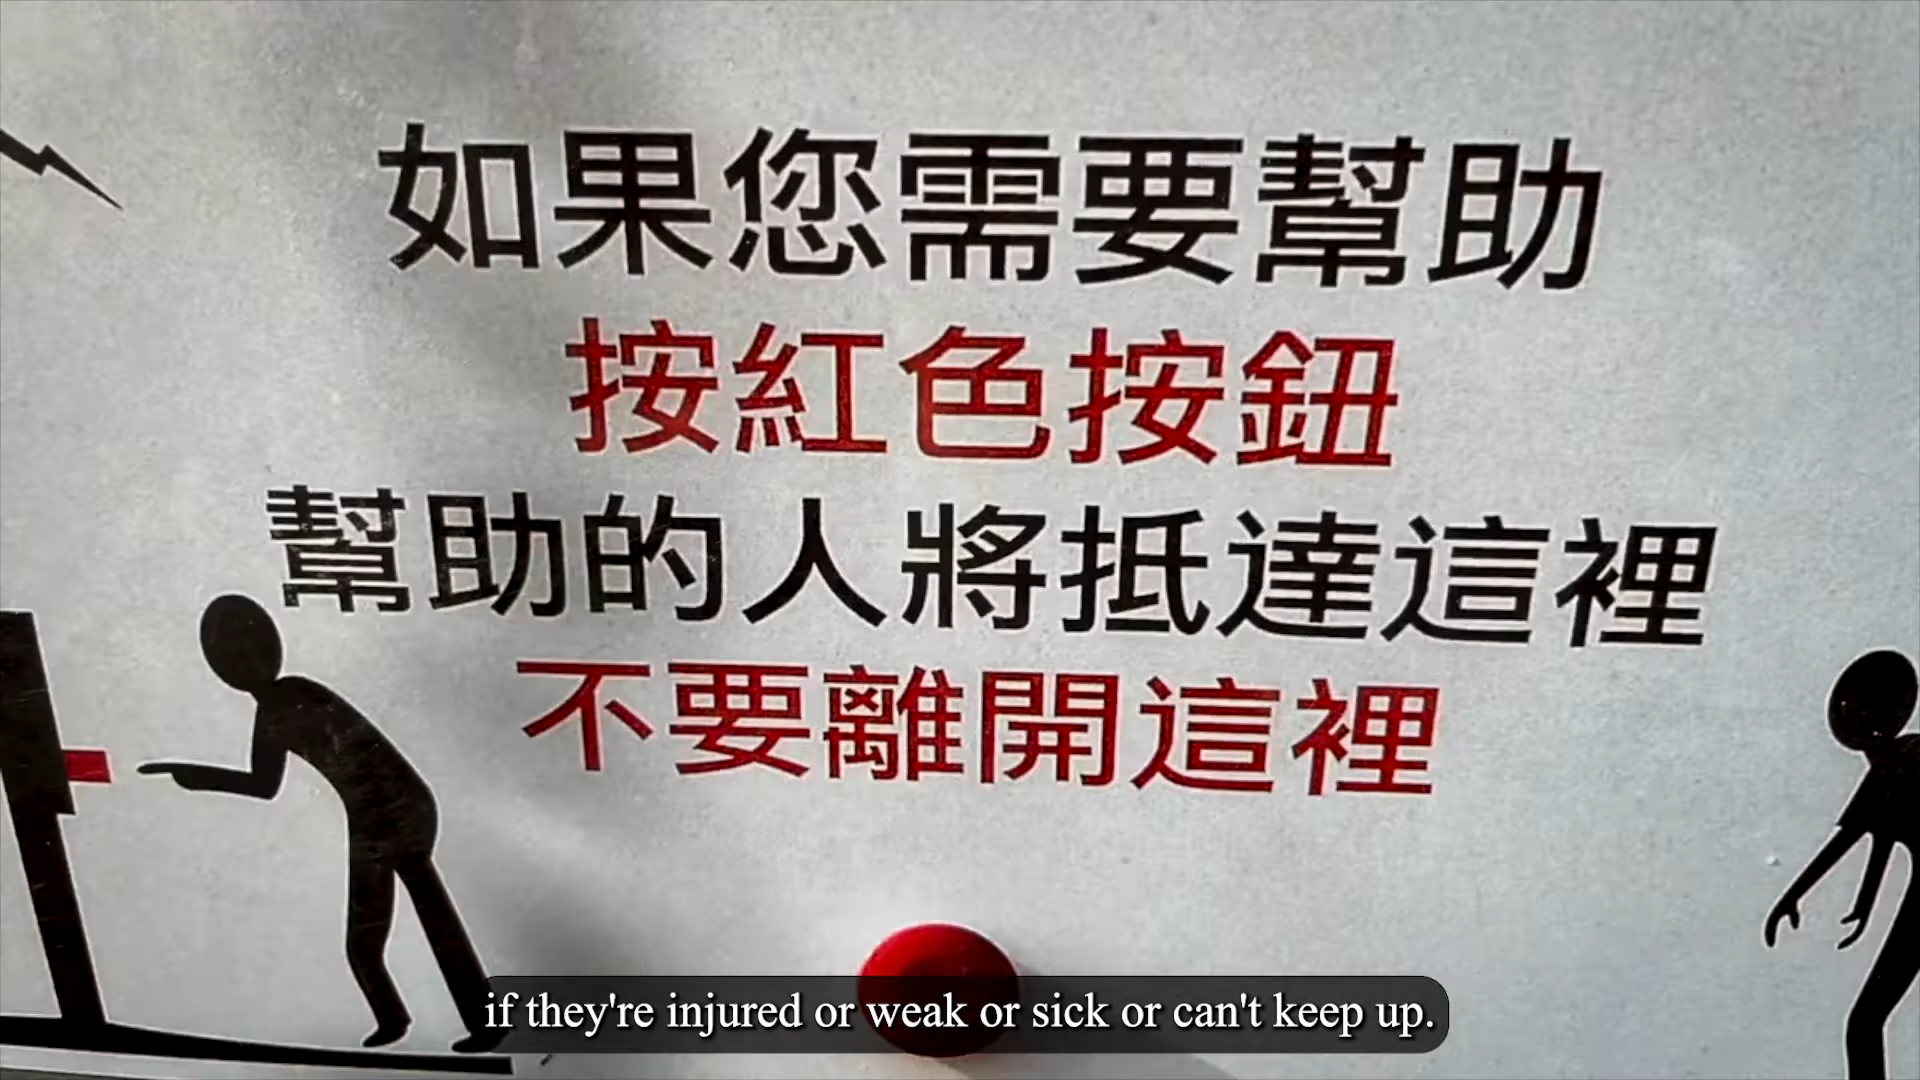 如果您需要幫助
按紅色按鈕
幫助的人將抵達這裡
不要離開這裡
if they're injured or weak or sick or can't keep up.